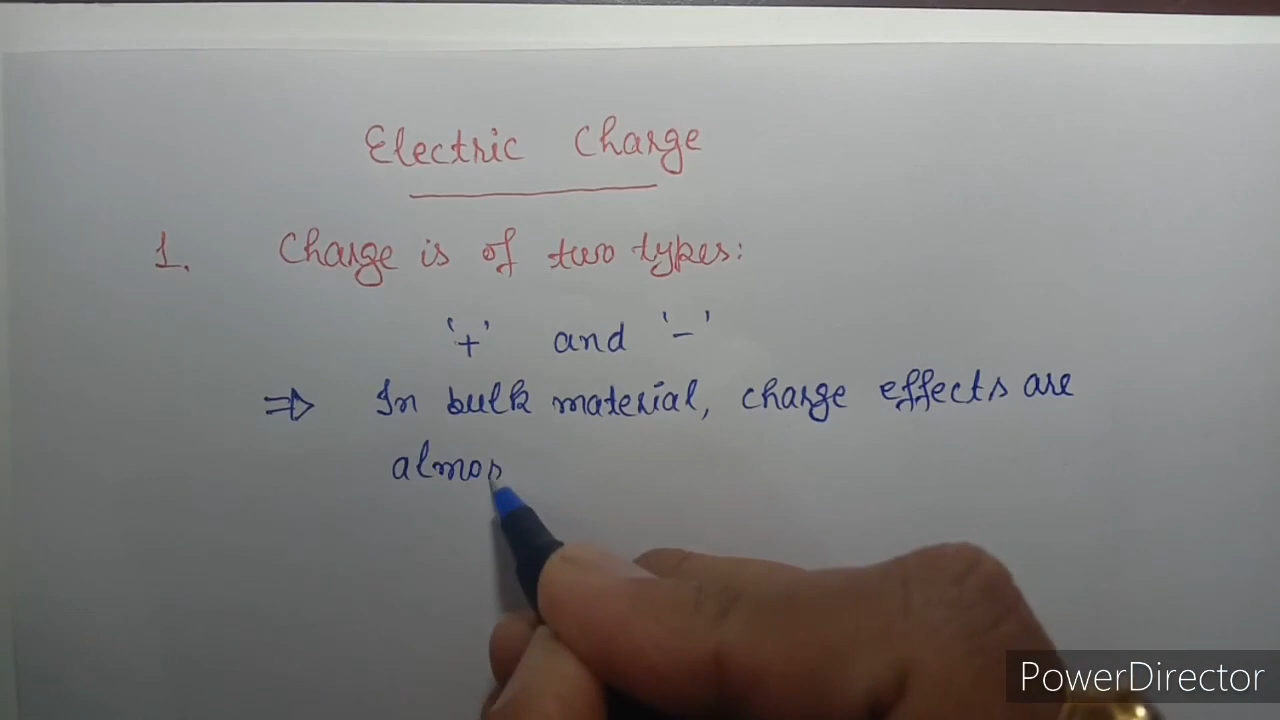 Electric Charge
1. Charge is of two types:
'+' and '-'
⇒ In bulk material, charge effects are
almos
PowerDirector